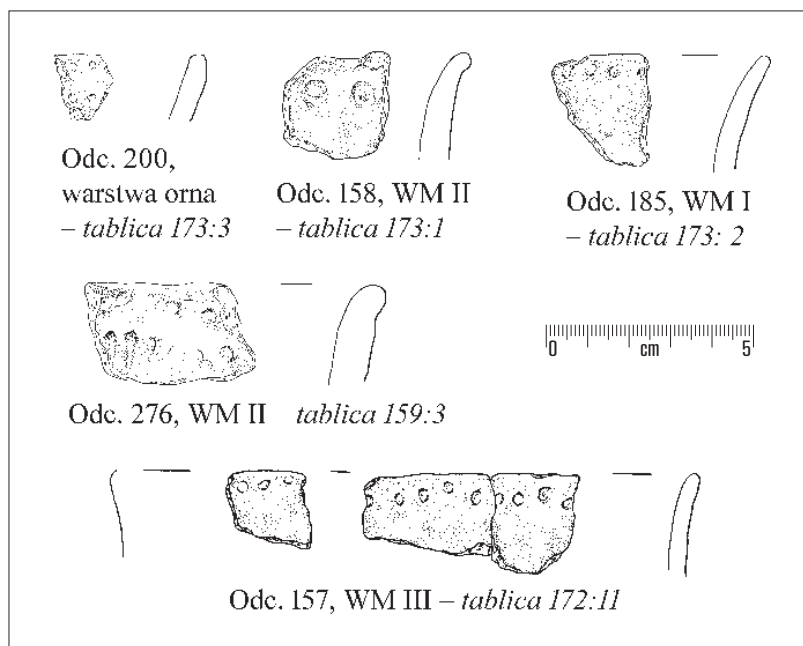 Odc. 200,
warstwa orna
– tablica 173:3
Odc. 158, WM II
– tablica 173:1
Odc. 185, WM I
– tablica 173: 2
0 cm 5
Odc. 276, WM II tablica 159:3
Odc. 157, WM III – tablica 172:11